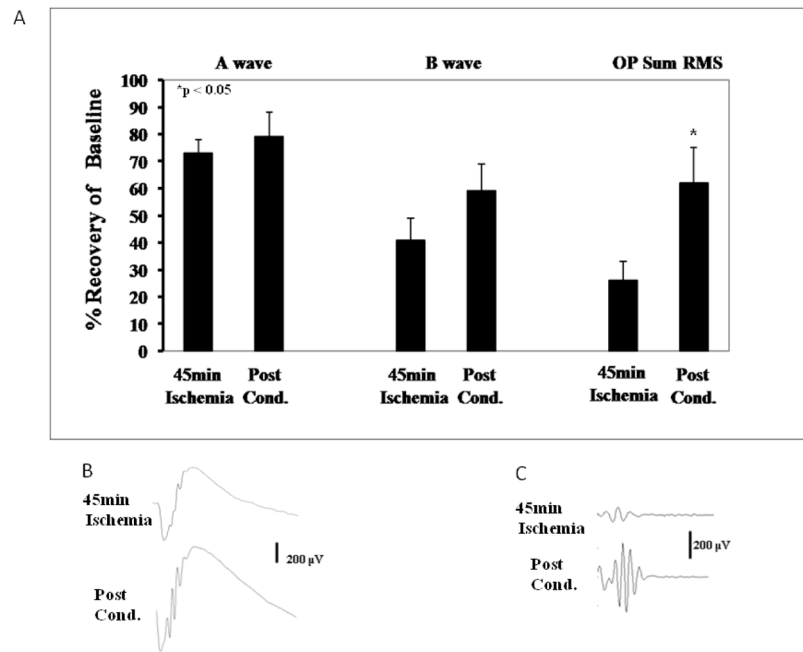 A
A wave B wave OP Sum RMS
*p < 0.05
*
% Recovery of Baseline
100
90
80
70
60
50
40
30
20
10
0
45min Post 45min Post 45min Post
Ischemia Cond. Ischemia Cond. Ischemia Cond.
B
45min
Ischemia
200 µV
Post
Cond.
C
45min
Ischemia
200 µV
Post
Cond.